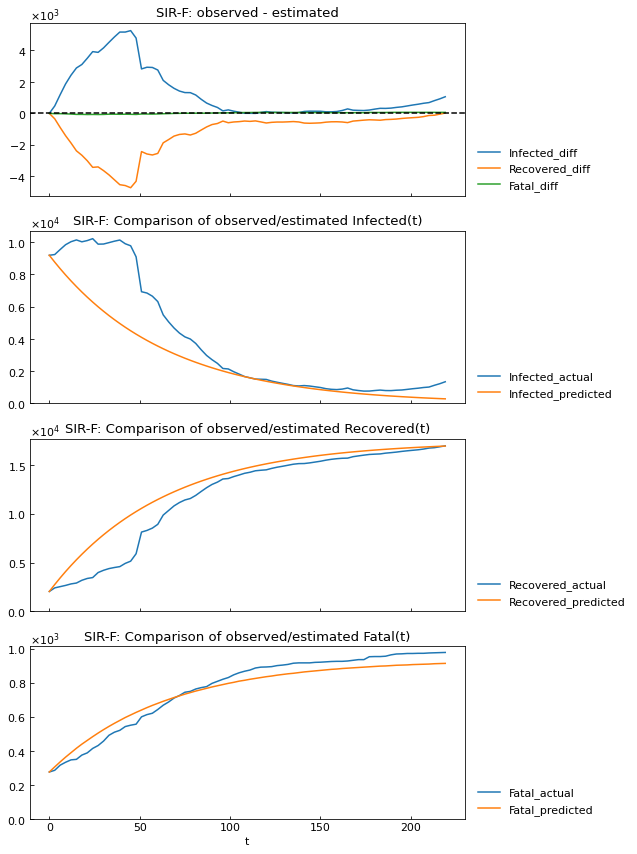 ×10³
SIR-F: observed - estimated
4
2
0
−2
−4
Infected_diff
Recovered_diff
Fatal_diff
×10⁴
SIR-F: Comparison of observed/estimated Infected(t)
1.0
0.8
0.6
0.4
0.2
0.0
Infected_actual
Infected_predicted
×10⁴
SIR-F: Comparison of observed/estimated Recovered(t)
1.5
1.0
0.5
0.0
Recovered_actual
Recovered_predicted
×10³
SIR-F: Comparison of observed/estimated Fatal(t)
1.0
0.8
0.6
0.4
0.2
0.0
Fatal_actual
Fatal_predicted
0 50 100 150 200
t